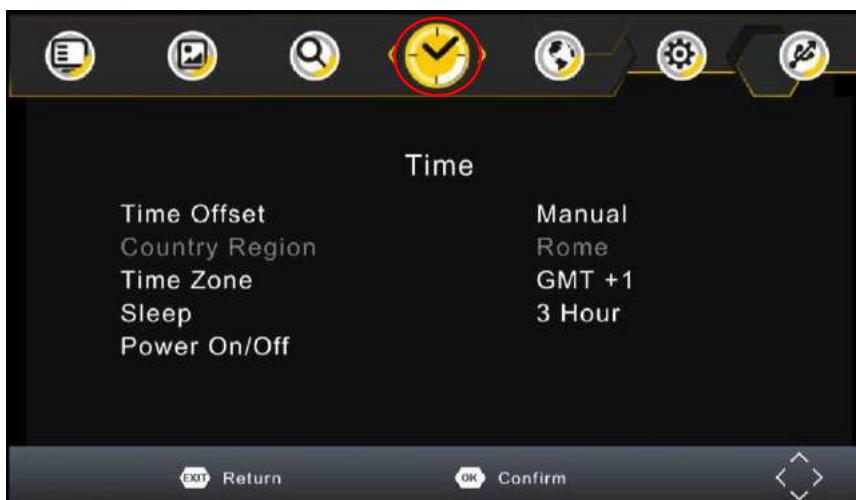 Time
Time Offset Manual
Country Region Rome
Time Zone GMT +1
Sleep 3 Hour
Power On/Off
EXIT Return OK Confirm